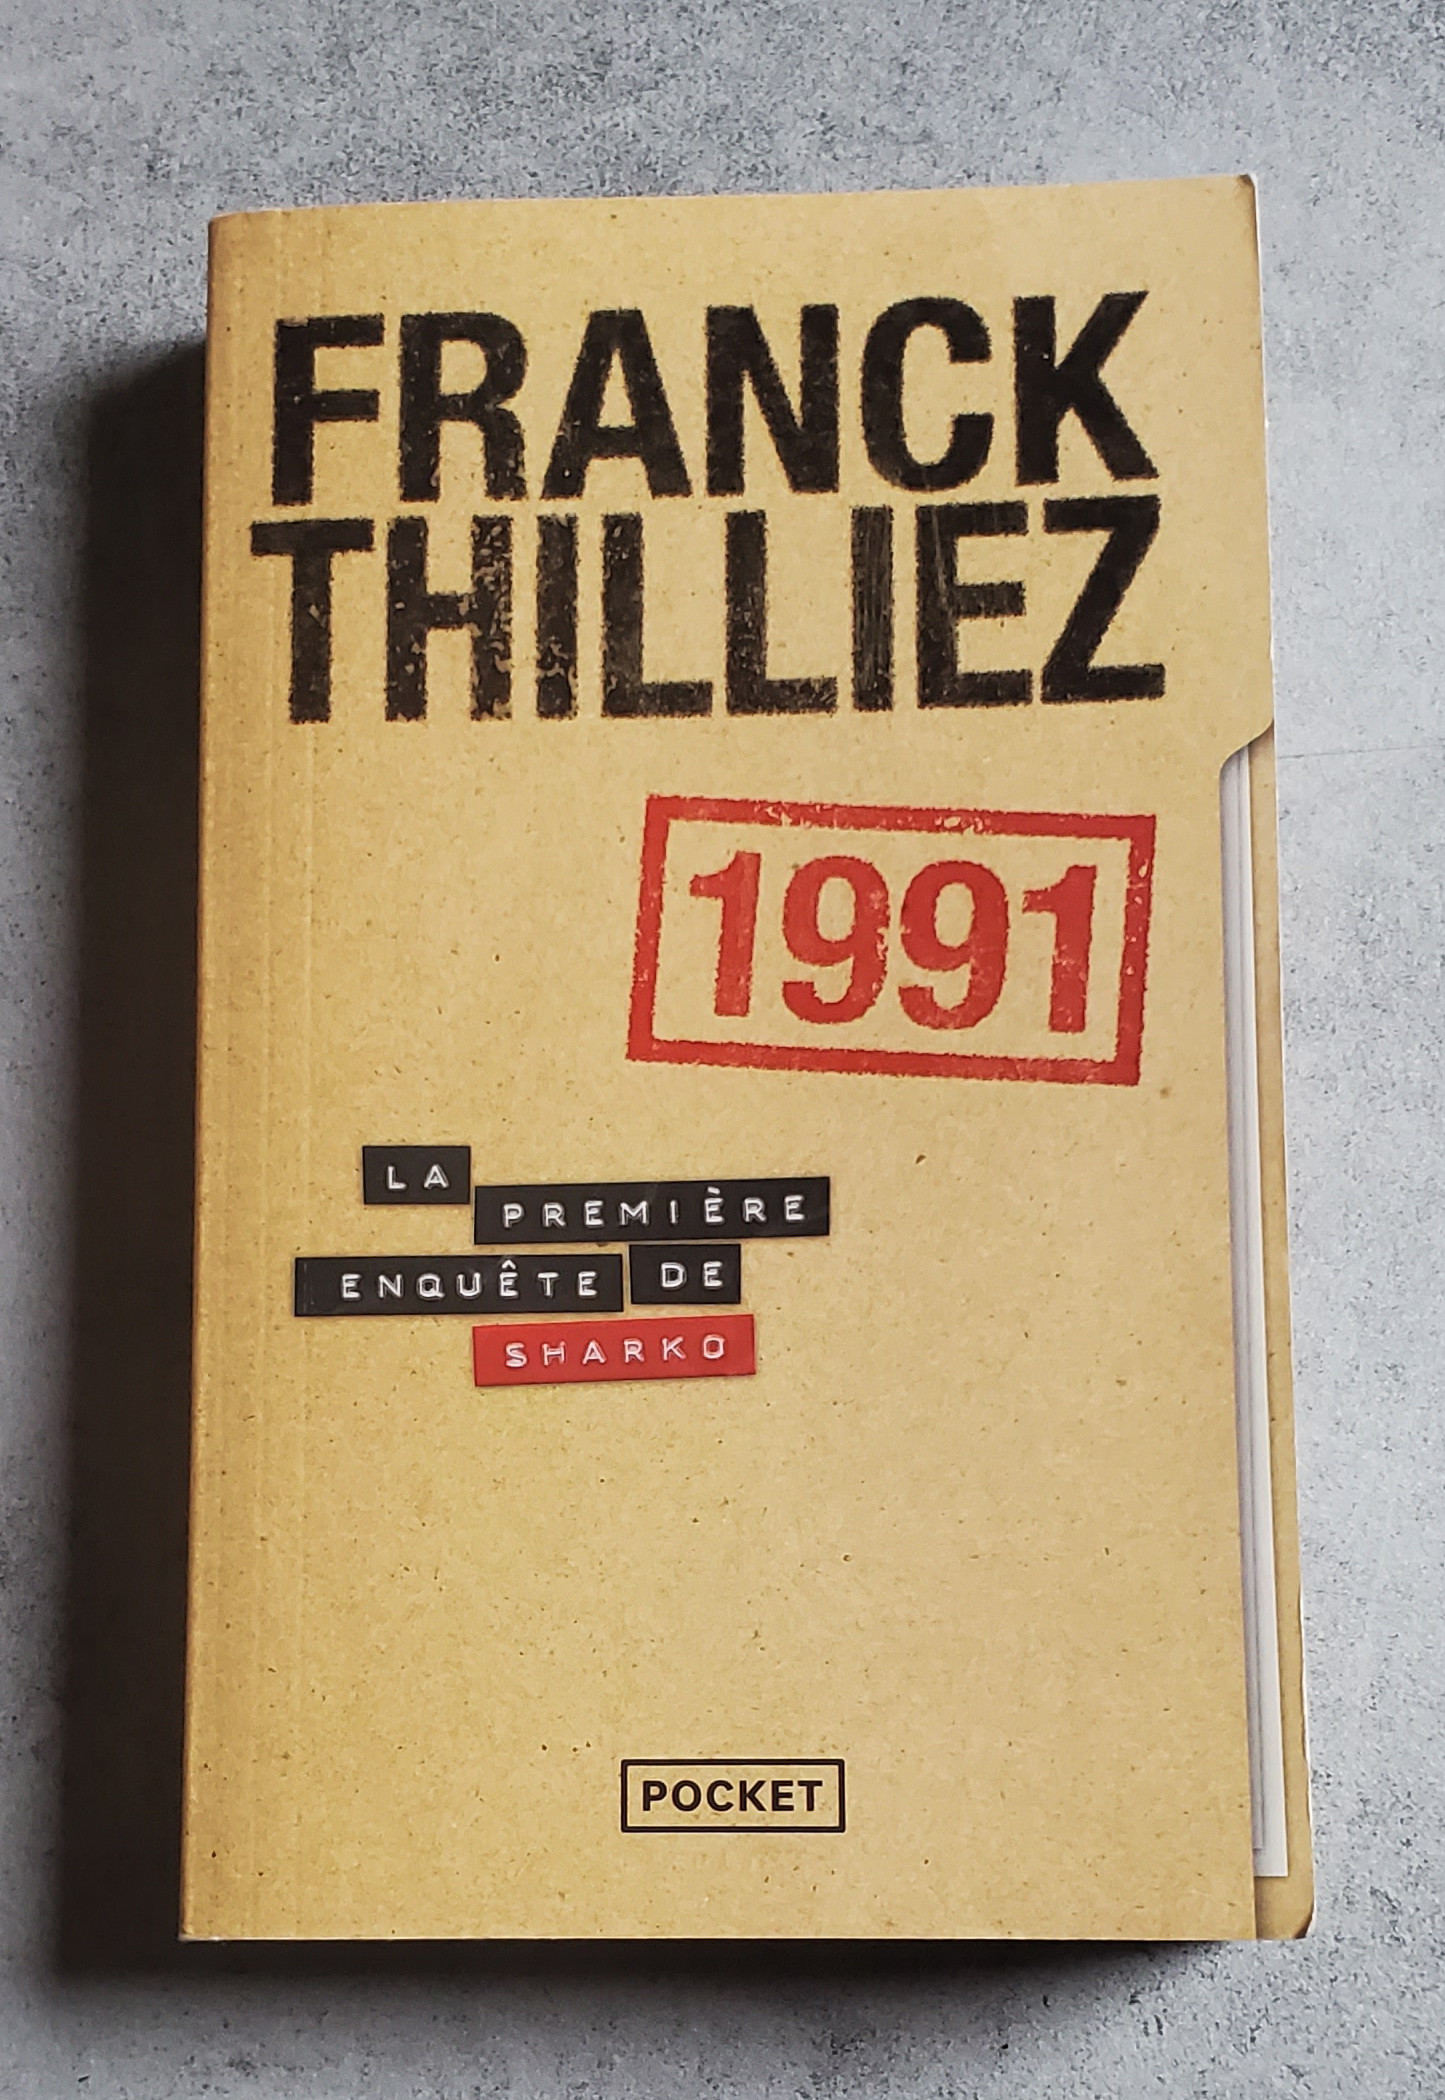 FRANCK
THILLIEZ
1991
LA
PREMIÈRE
ENQUÊTE DE
SHARKO
POCKET